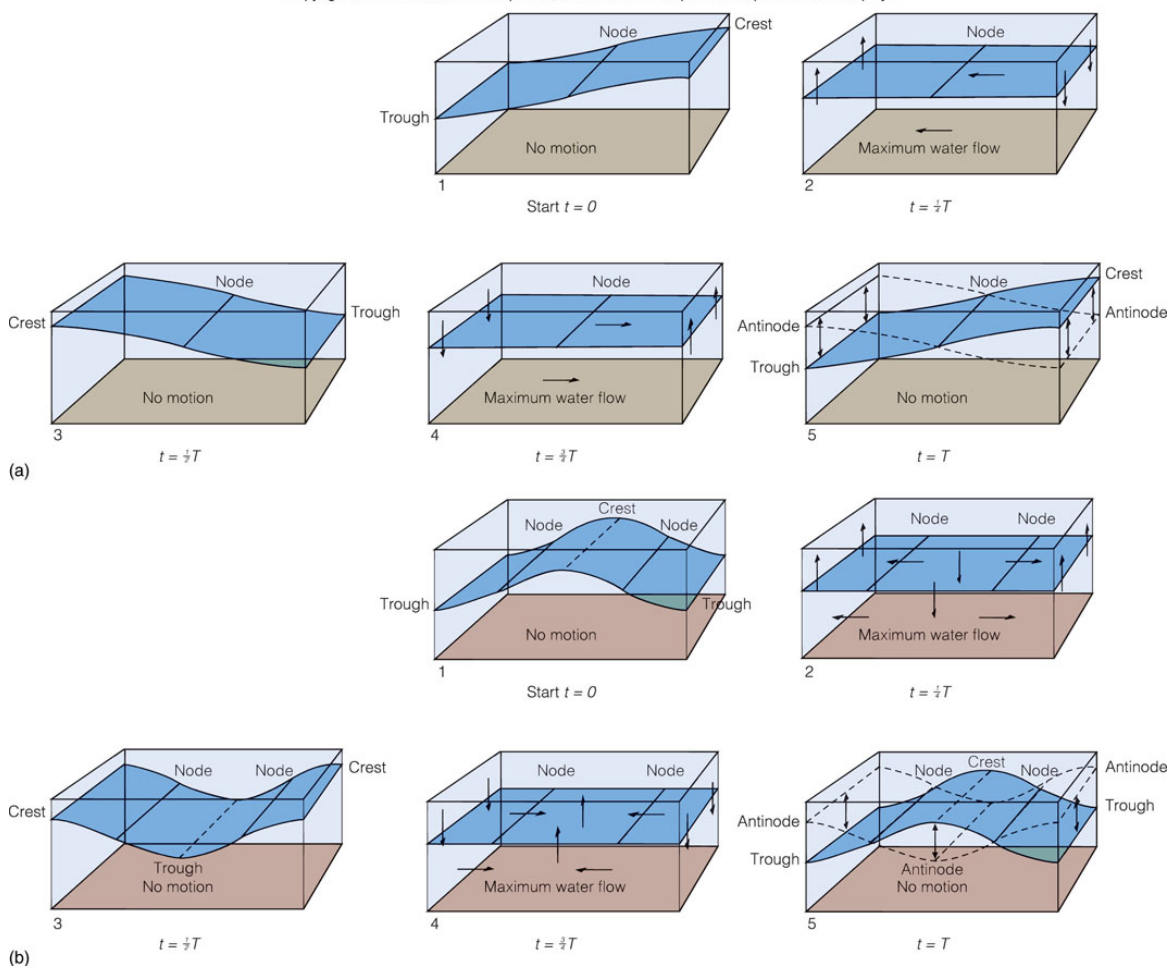 Node
Crest
Trough
No motion
1
Start t = 0
Node
Maximum water flow
2
t = ¼T
Crest
Node
Trough
No motion
3
t = ½T
Node
Maximum water flow
4
t = ¾T
Node
Crest
Antinode
Antinode
Trough
No motion
5
t = T
(a)
Crest
Node
Node
Trough
Trough
No motion
1
Start t = 0
Node
Node
Maximum water flow
2
t = ¼T
Node
Node
Crest
Crest
Trough
No motion
3
t = ½T
Node
Node
Maximum water flow
4
t = ¾T
Crest
Node
Node
Antinode
Antinode
Trough
Trough
Antinode
No motion
5
t = T
(b)